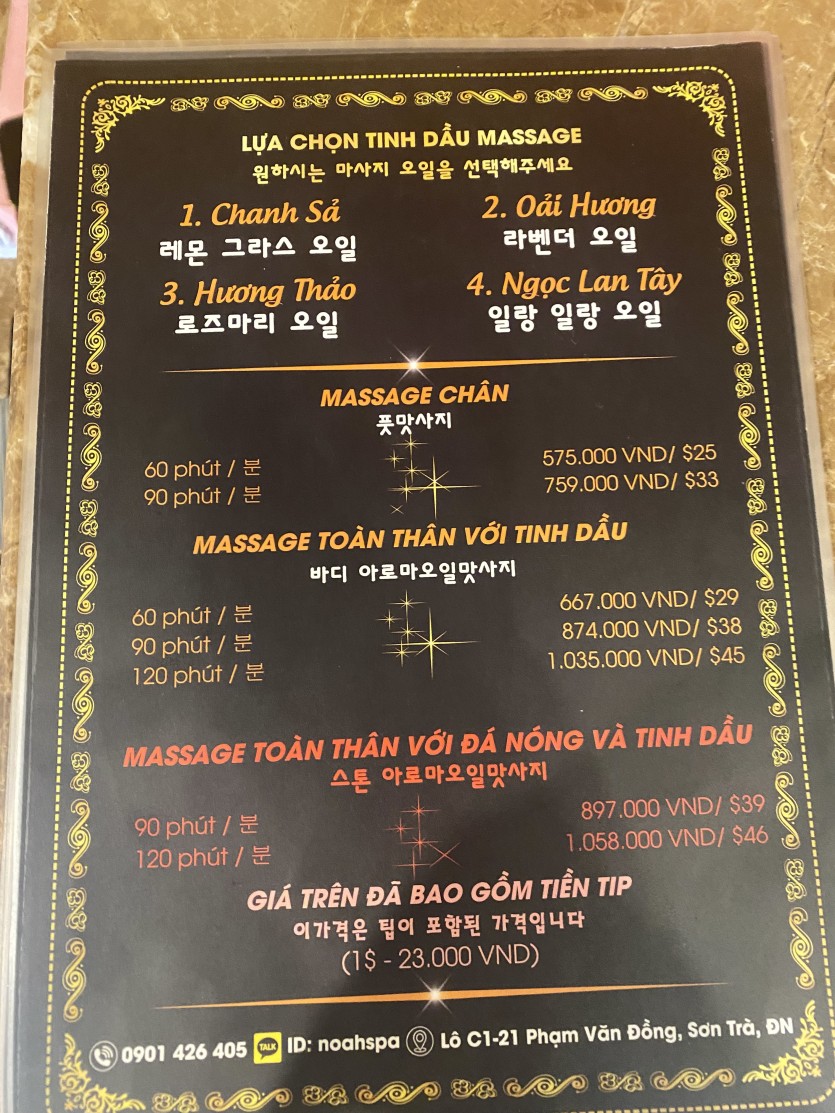 LỰA CHỌN TINH DẦU MASSAGE
원하시는 마사지 오일을 선택해주세요
1. Chanh Sả
레몬 그라스 오일
2. Oải Hương
라벤더 오일
3. Hương Thảo
로즈마리 오일
4. Ngọc Lan Tây
일랑 일랑 오일
MASSAGE CHÂN
풋맛사지
60 phút / 분 575.000 VND/ $25
90 phút / 분 759.000 VND/ $33
MASSAGE TOÀN THÂN VỚI TINH DẦU
바디 아로마오일맛사지
60 phút / 분 667.000 VND/ $29
90 phút / 분 874.000 VND/ $38
120 phút / 분 1.035.000 VND/ $45
MASSAGE TOÀN THÂN VỚI ĐÁ NÓNG VÀ TINH DẦU
스톤 아로마오일맛사지
90 phút / 분 897.000 VND/ $39
120 phút / 분 1.058.000 VND/ $46
GIÁ TRÊN ĐÃ BAO GỒM TIỀN TIP
이가격은 팁이 포함된 가격입니다
(1$ - 23.000 VND)
0901 426 405 TALK ID: noahspa Lô C1-21 Phạm Văn Đồng, Sơn Trà, ĐN